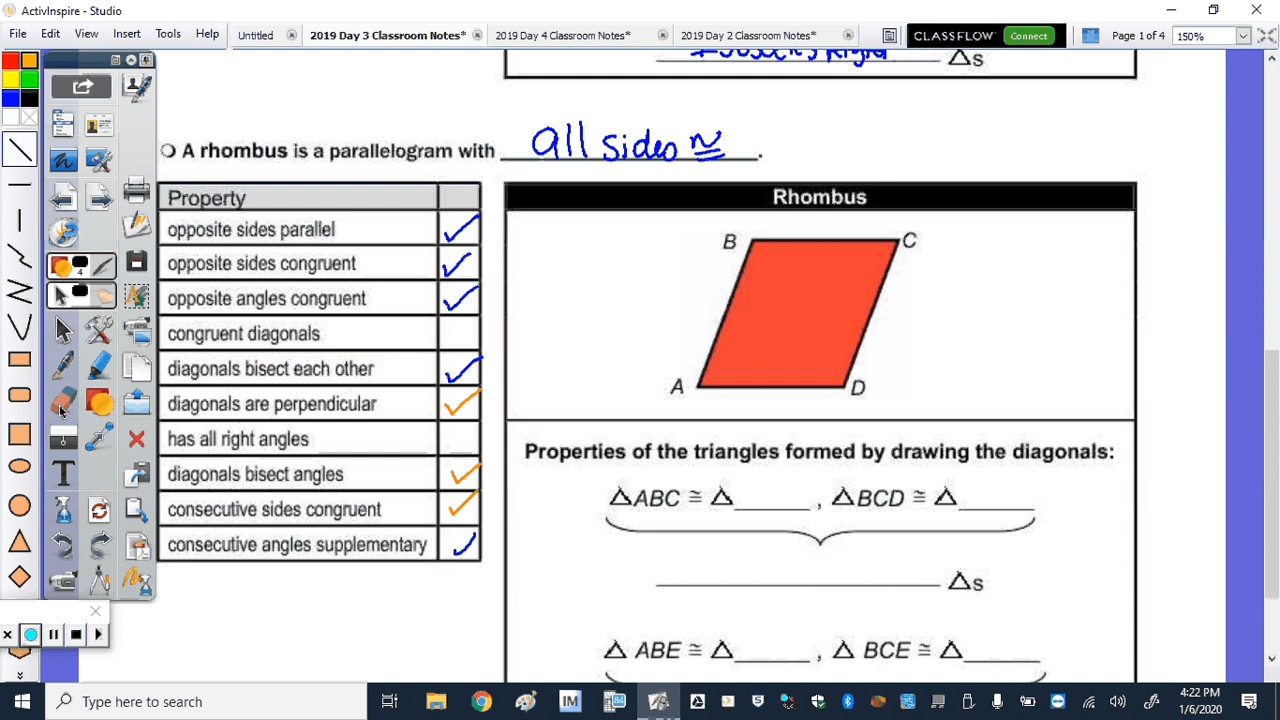 ActivInspire - Studio
File Edit View Insert Tools Help Untitled 2019 Day 3 Classroom Notes* 2019 Day 4 Classroom Notes* 2019 Day 2 Classroom Notes* CLASSFLOW Connect Page 1 of 4 150%
Isosceles Right △s
○ A rhombus is a parallelogram with all sides ≅.
Property
opposite sides parallel ✓
opposite sides congruent ✓
opposite angles congruent ✓
congruent diagonals
diagonals bisect each other ✓
diagonals are perpendicular ✓
has all right angles
diagonals bisect angles ✓
consecutive sides congruent ✓
consecutive angles supplementary ✓
Rhombus
B C
A D
Properties of the triangles formed by drawing the diagonals:
△ABC ≅ △______ , △BCD ≅ △______
____________________ △s
△ ABE ≅ △______ , △ BCE ≅ △______
4
T
Type here to search
IM
4:22 PM
1/6/2020